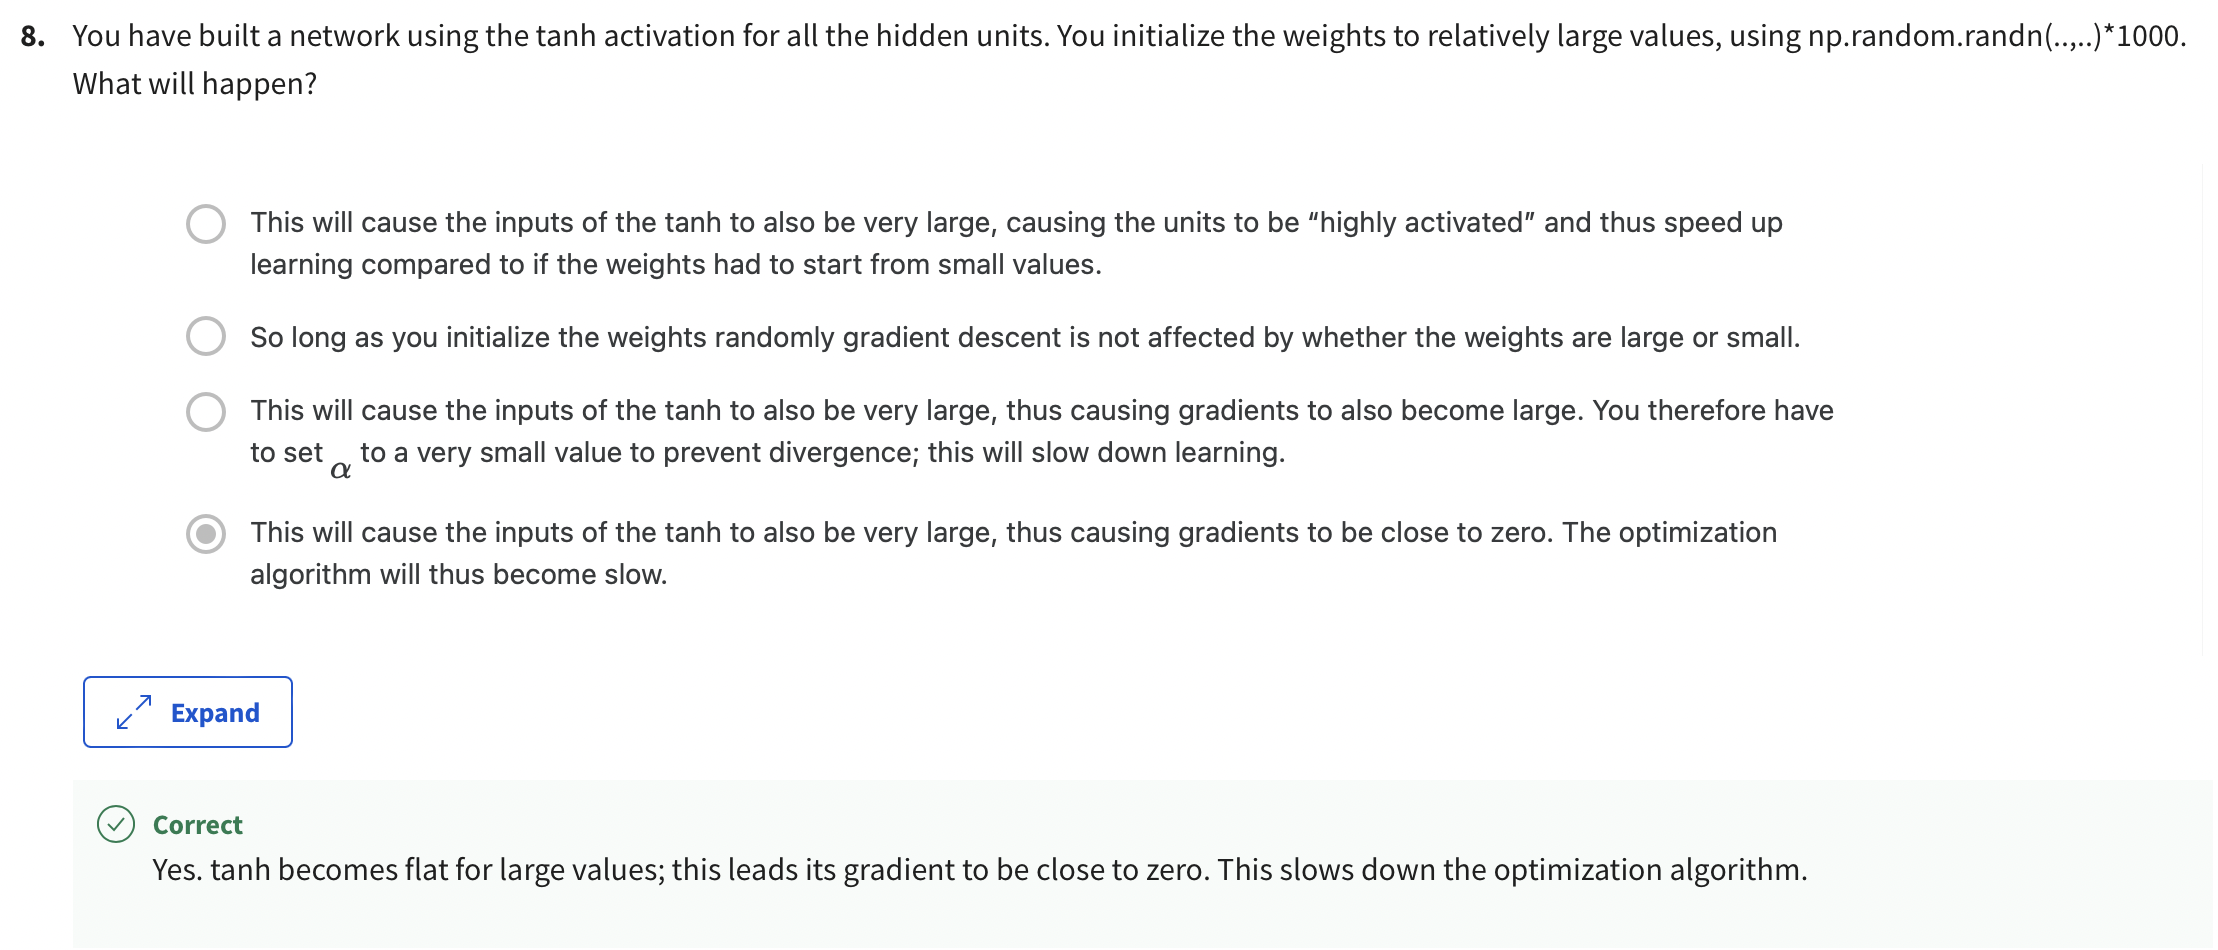 8. You have built a network using the tanh activation for all the hidden units. You initialize the weights to relatively large values, using np.random.randn(..,..)*1000.
What will happen?
This will cause the inputs of the tanh to also be very large, causing the units to be “highly activated” and thus speed up
learning compared to if the weights had to start from small values.
So long as you initialize the weights randomly gradient descent is not affected by whether the weights are large or small.
This will cause the inputs of the tanh to also be very large, thus causing gradients to also become large. You therefore have
to set α to a very small value to prevent divergence; this will slow down learning.
This will cause the inputs of the tanh to also be very large, thus causing gradients to be close to zero. The optimization
algorithm will thus become slow.
Expand
Correct
Yes. tanh becomes flat for large values; this leads its gradient to be close to zero. This slows down the optimization algorithm.